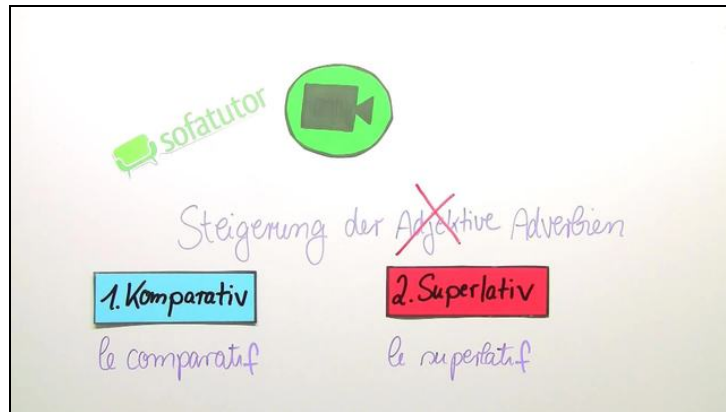 sofatutor
Steigerung der Adjektive Adverbien
1. Komparativ 2. Superlativ
le comparatif le superlatif